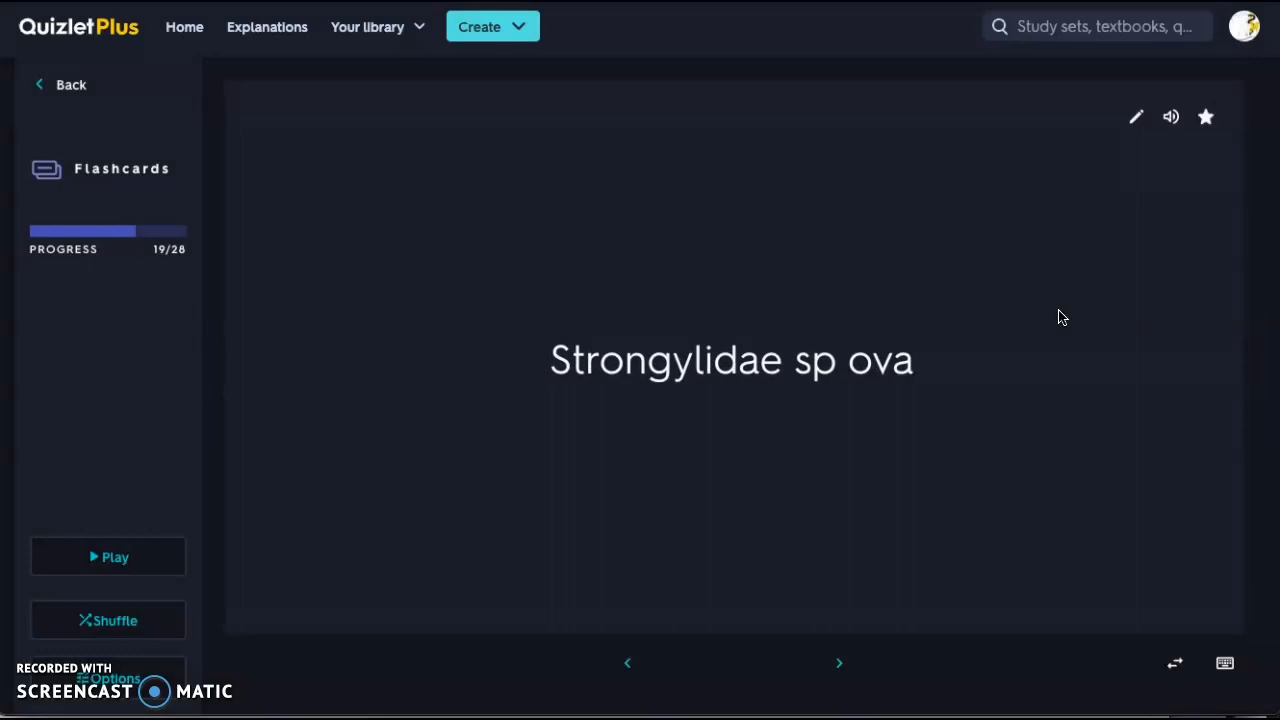 QuizletPlus
Home
Explanations
Your library
Create
Study sets, textbooks, q...
Back
Flashcards
PROGRESS 19/28
Strongylidae sp ova
Play
Shuffle
Options
RECORDED WITH
SCREENCAST MATIC